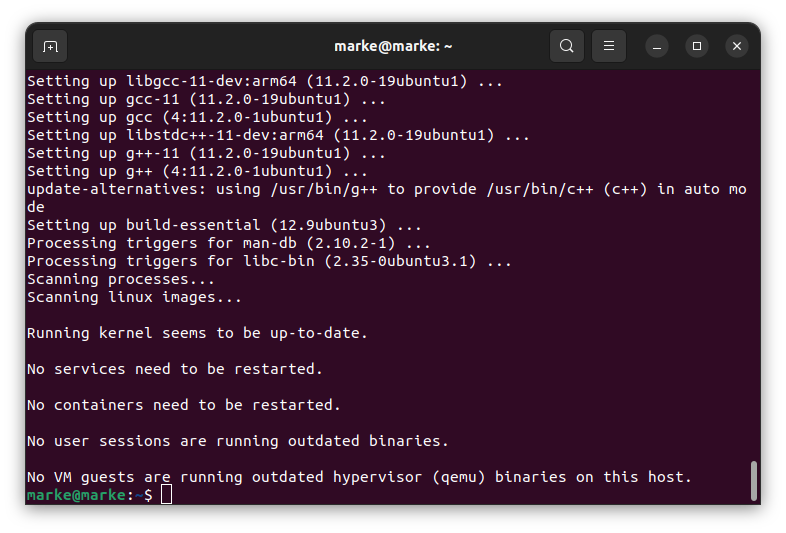 marke@marke: ~
Setting up libgcc-11-dev:arm64 (11.2.0-19ubuntu1) ...
Setting up gcc-11 (11.2.0-19ubuntu1) ...
Setting up gcc (4:11.2.0-1ubuntu1) ...
Setting up libstdc++-11-dev:arm64 (11.2.0-19ubuntu1) ...
Setting up g++-11 (11.2.0-19ubuntu1) ...
Setting up g++ (4:11.2.0-1ubuntu1) ...
update-alternatives: using /usr/bin/g++ to provide /usr/bin/c++ (c++) in auto mo
de
Setting up build-essential (12.9ubuntu3) ...
Processing triggers for man-db (2.10.2-1) ...
Processing triggers for libc-bin (2.35-0ubuntu3.1) ...
Scanning processes...
Scanning linux images...
Running kernel seems to be up-to-date.
No services need to be restarted.
No containers need to be restarted.
No user sessions are running outdated binaries.
No VM guests are running outdated hypervisor (qemu) binaries on this host.
marke@marke:~$